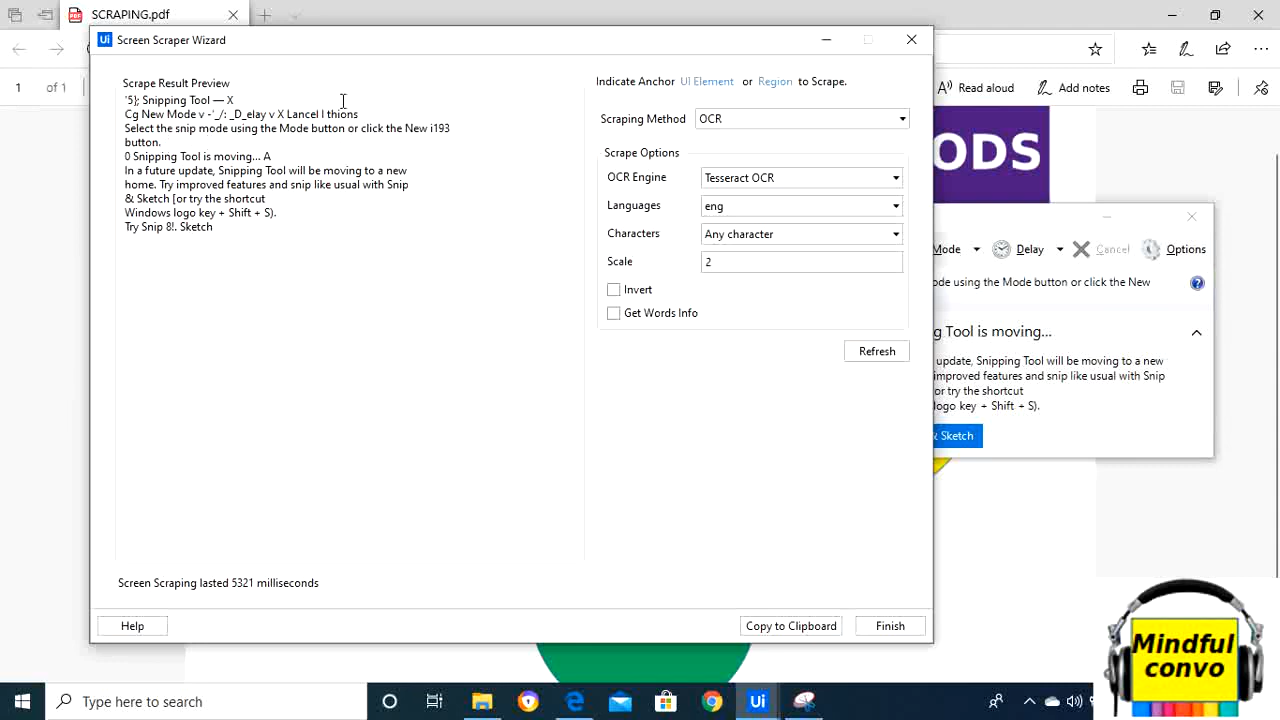 SCRAPING.pdf
1 of 1
Read aloud
Ui Screen Scraper Wizard
Scrape Result Preview
'5}; Snipping Tool — X
Cg New Mode v -'_/: _D_elay v X Lancel I thions
Select the snip mode using the Mode button or click the New i193
button.
0 Snipping Tool is moving... A
In a future update, Snipping Tool will be moving to a new
home. Try improved features and snip like usual with Snip
& Sketch [or try the shortcut
Windows logo key + Shift + S).
Try Snip 8!. Sketch
Screen Scraping lasted 5321 milliseconds
Indicate Anchor UI Element or Region to Scrape.
Scraping Method OCR
Scrape Options
OCR Engine Tesseract OCR
Languages eng
Characters Any character
Scale 2
Invert
Get Words Info
Refresh
Help
Copy to Clipboard
Finish
ODS
Mode Delay Cancel Options
ode using the Mode button or click the New
g Tool is moving...
update, Snipping Tool will be moving to a new
improved features and snip like usual with Snip
or try the shortcut
logo key + Shift + S).
& Sketch
Mindful
convo
Type here to search
Ui